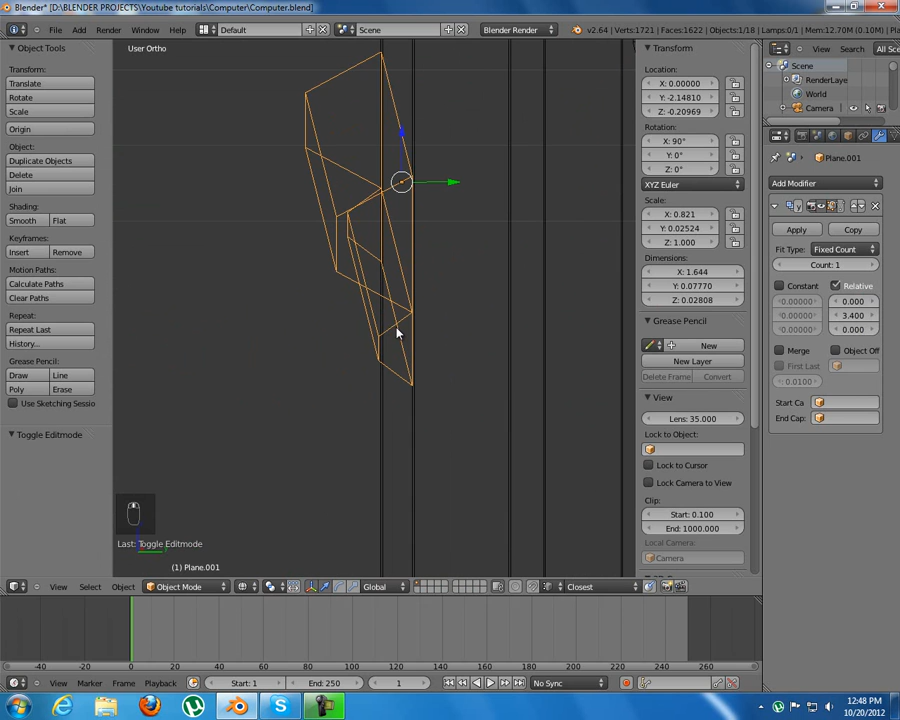 Blender* [D:\BLENDER PROJECTS\Youtube tutorials\Computer\Computer.blend]
File Add Render Window Help Default Scene Blender Render v2.64 | Verts:1721 | Faces:1622 | Objects:1/18 | Lamps:0/1 | Mem:12.70M (0.10M) | Pla
Object Tools
Transform:
Translate
Rotate
Scale
Origin
Object:
Duplicate Objects
Delete
Join
Shading:
Smooth Flat
Keyframes:
Insert Remove
Motion Paths:
Calculate Paths
Clear Paths
Repeat:
Repeat Last
History...
Grease Pencil:
Draw Line
Poly Erase
Use Sketching Sessio
Toggle Editmode
User Ortho
Last: Toggle Editmode
(1) Plane.001
Transform
Location:
X: 0.00000
Y: -2.14810
Z: -0.20969
Rotation:
X: 90°
Y: 0°
Z: 0°
XYZ Euler
Scale:
X: 0.821
Y: 0.02524
Z: 1.000
Dimensions:
X: 1.644
Y: 0.07770
Z: 0.02808
Grease Pencil
New
New Layer
Delete Frame Convert
View
Lens: 35.000
Lock to Object:
Lock to Cursor
Lock Camera to View
Clip:
Start: 0.100
End: 1000.000
Local Camera:
Camera
View Search All Sce
Scene
RenderLaye
World
Camera
Plane.001
Add Modifier
Apply Copy
Fit Type: Fixed Count
Count: 1
Constant Relative
0.00000 0.000
0.00000 3.400
0.00000 0.000
Merge Object Off
First Last
0.0100
Start Ca
End Cap:
View Select Object Object Mode Global Closest
-40 -20 0 20 40 60 80 100 120 140 160 180 200 220 240 260
View Marker Frame Playback Start: 1 End: 250 1 No Sync
12:48 PM
10/20/2012